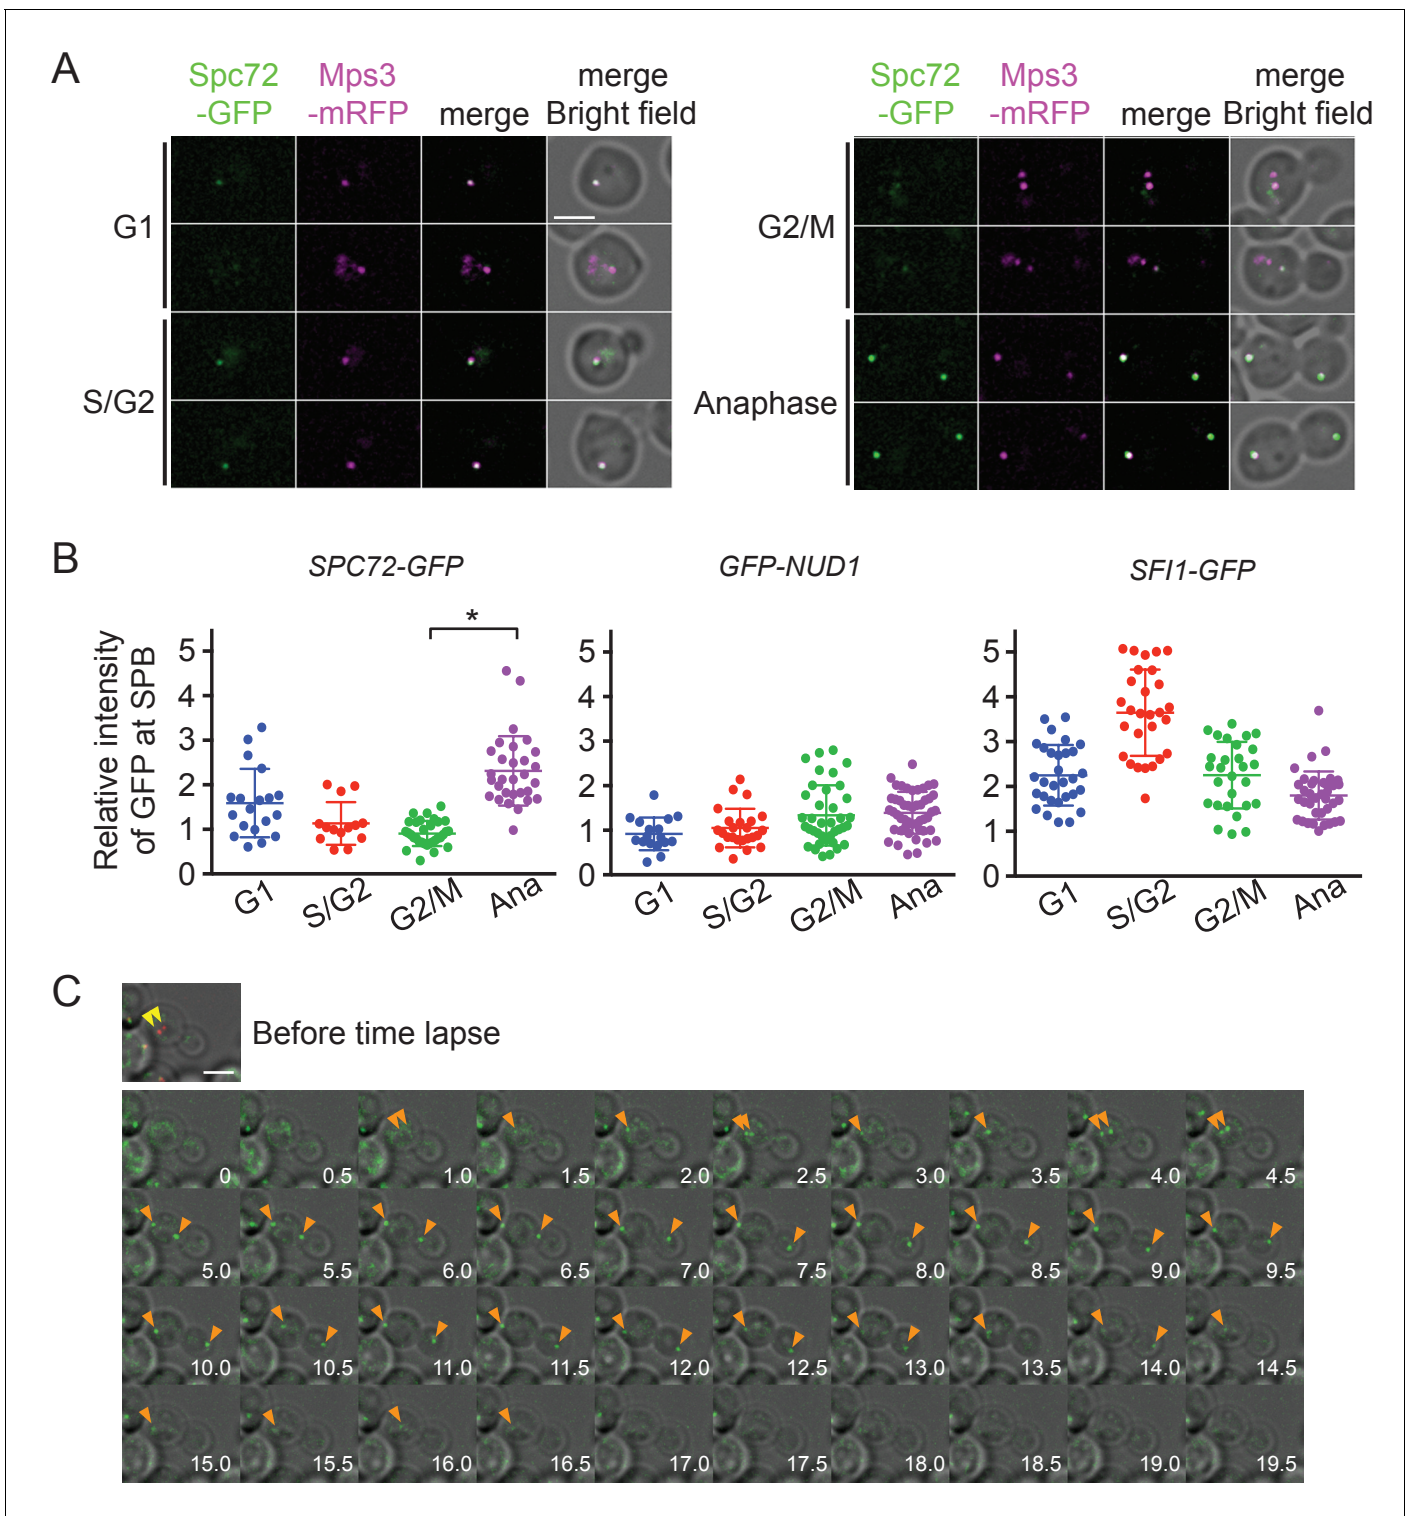 A
Spc72
-GFP
Mps3
-mRFP
merge
merge
Bright field
G1
S/G2
Spc72
-GFP
Mps3
-mRFP
merge
merge
Bright field
G2/M
Anaphase
B
Relative intensity
of GFP at SPB
SPC72-GFP
*
5
4
3
2
1
0
G1 S/G2 G2/M Ana
GFP-NUD1
5
4
3
2
1
0
G1 S/G2 G2/M Ana
SFI1-GFP
5
4
3
2
1
0
G1 S/G2 G2/M Ana
C
Before time lapse
0 0.5 1.0 1.5 2.0 2.5 3.0 3.5 4.0 4.5
5.0 5.5 6.0 6.5 7.0 7.5 8.0 8.5 9.0 9.5
10.0 10.5 11.0 11.5 12.0 12.5 13.0 13.5 14.0 14.5
15.0 15.5 16.0 16.5 17.0 17.5 18.0 18.5 19.0 19.5